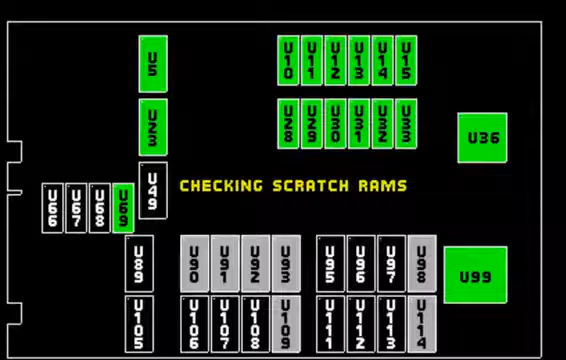 U5 U10 U11 U12 U13 U14 U15
U23 U28 U29 U30 U31 U32 U33 U36
U49 CHECKING SCRATCH RAMS
U66 U67 U68 U69
U89 U90 U91 U92 U93 U95 U96 U97 U98 U99
U105 U106 U107 U108 U109 U111 U112 U113 U114